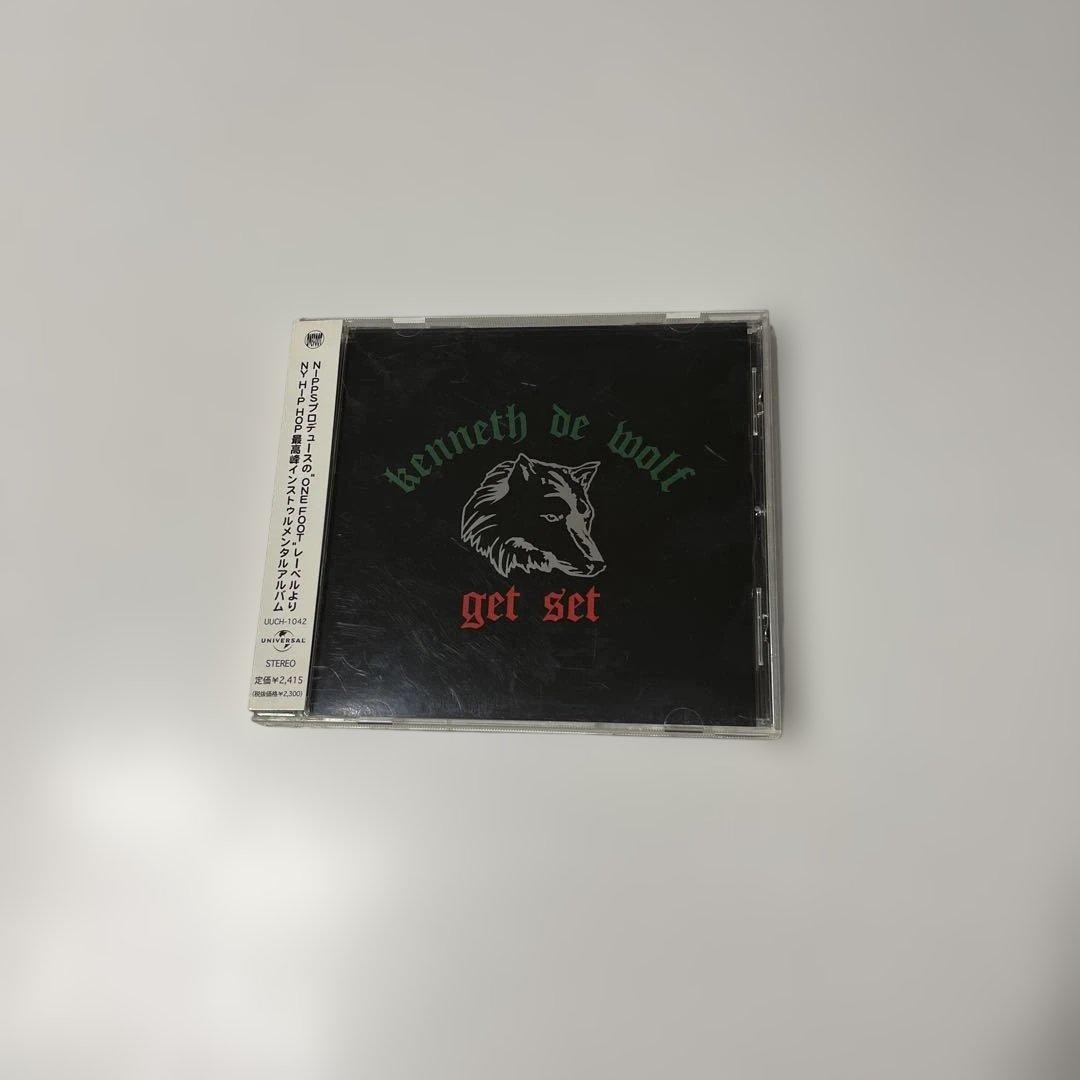 NIPPSプロデュースの“ONE FOOT”レーベルより
NY HIP HOP 最高峰インストゥルメンタルアルバム
UUCH-1042
UNIVERSAL
STEREO
定価¥2,415
(税抜価格¥2,300)
kenneth de wolf
get set